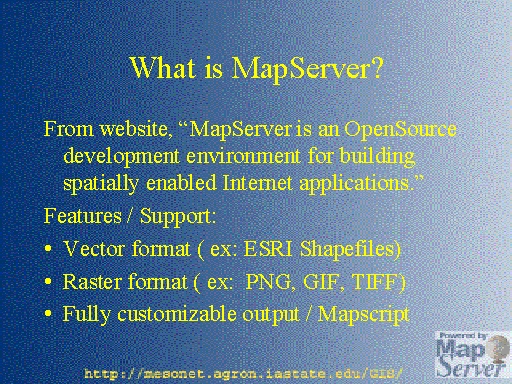 What is MapServer?
From website, “MapServer is an OpenSource
development environment for building
spatially enabled Internet applications.”
Features / Support:
• Vector format ( ex: ESRI Shapefiles)
• Raster format ( ex:  PNG, GIF, TIFF)
• Fully customizable output / Mapscript
Powered by
Map
Server
http://mesonet.agron.iastate.edu/GIS/